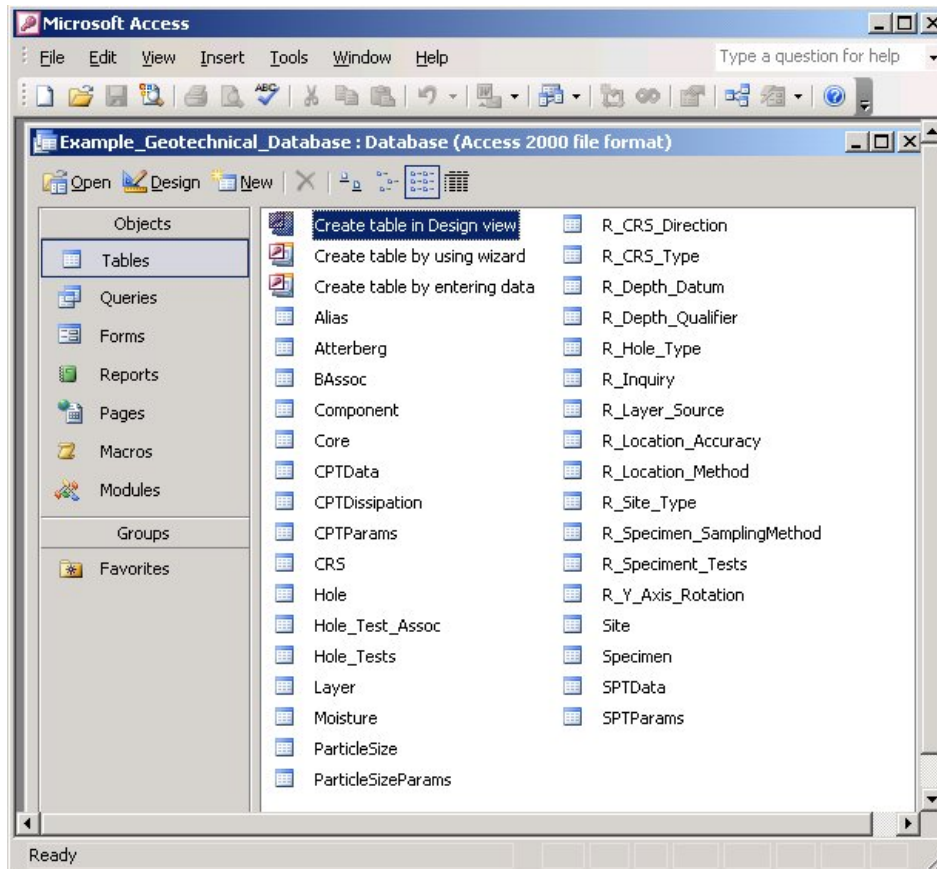 Microsoft Access
File Edit View Insert Tools Window Help
Type a question for help
ABC
Example_Geotechnical_Database : Database (Access 2000 file format)
Open Design New
Objects
Tables
Queries
Forms
Reports
Pages
Macros
Modules
Groups
Favorites
Create table in Design view
Create table by using wizard
Create table by entering data
Alias
Atterberg
BAssoc
Component
Core
CPTData
CPTDissipation
CPTParams
CRS
Hole
Hole_Test_Assoc
Hole_Tests
Layer
Moisture
ParticleSize
ParticleSizeParams
R_CRS_Direction
R_CRS_Type
R_Depth_Datum
R_Depth_Qualifier
R_Hole_Type
R_Inquiry
R_Layer_Source
R_Location_Accuracy
R_Location_Method
R_Site_Type
R_Specimen_SamplingMethod
R_Speciment_Tests
R_Y_Axis_Rotation
Site
Specimen
SPTData
SPTParams
Ready